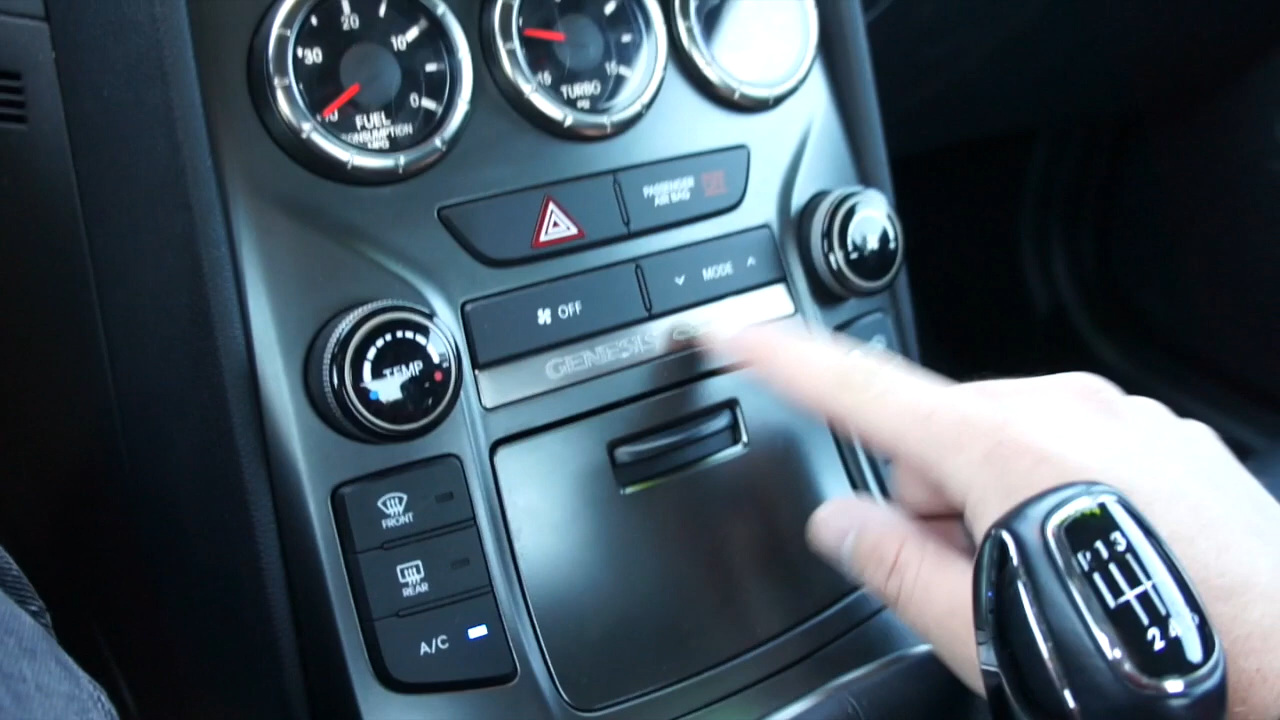 20
30
10
0
FUEL
CONSUMPTION
MPG
15
15
TURBO
PSI
PASSENGER
AIR BAG
OFF
MODE
GENESIS
TEMP
FRONT
REAR
A/C
1 3
2 4